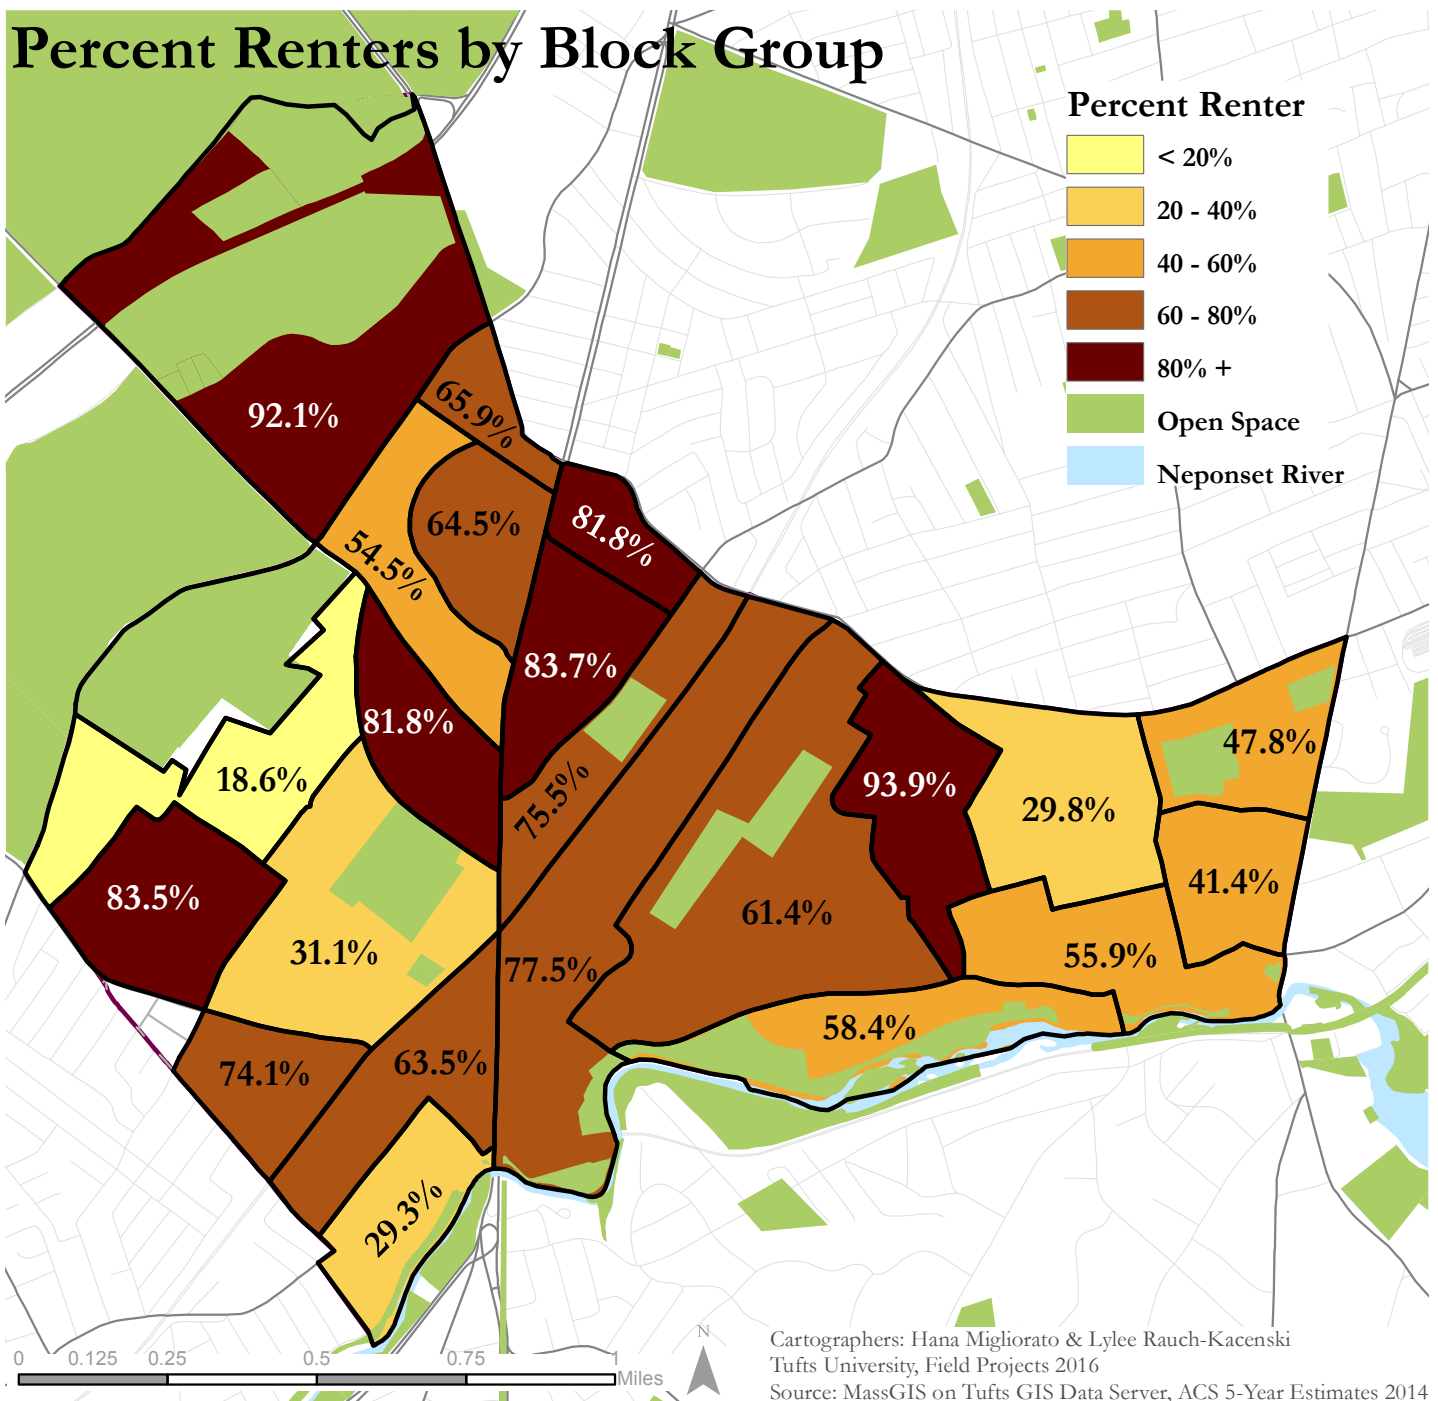 Percent Renters by Block Group
Percent Renter
< 20%
20 - 40%
40 - 60%
60 - 80%
80% +
Open Space
Neponset River
92.1%
65.9%
64.5%
81.8%
54.5%
83.7%
81.8%
18.6%
75.5%
93.9%
29.8%
47.8%
41.4%
83.5%
31.1%
61.4%
77.5%
55.9%
58.4%
74.1%
63.5%
29.3%
N
0 0.125 0.25 0.5 0.75 1
Miles
Cartographers: Hana Migliorato & Lylee Rauch-Kacenski
Tufts University, Field Projects 2016
Source: MassGIS on Tufts GIS Data Server, ACS 5-Year Estimates 2014